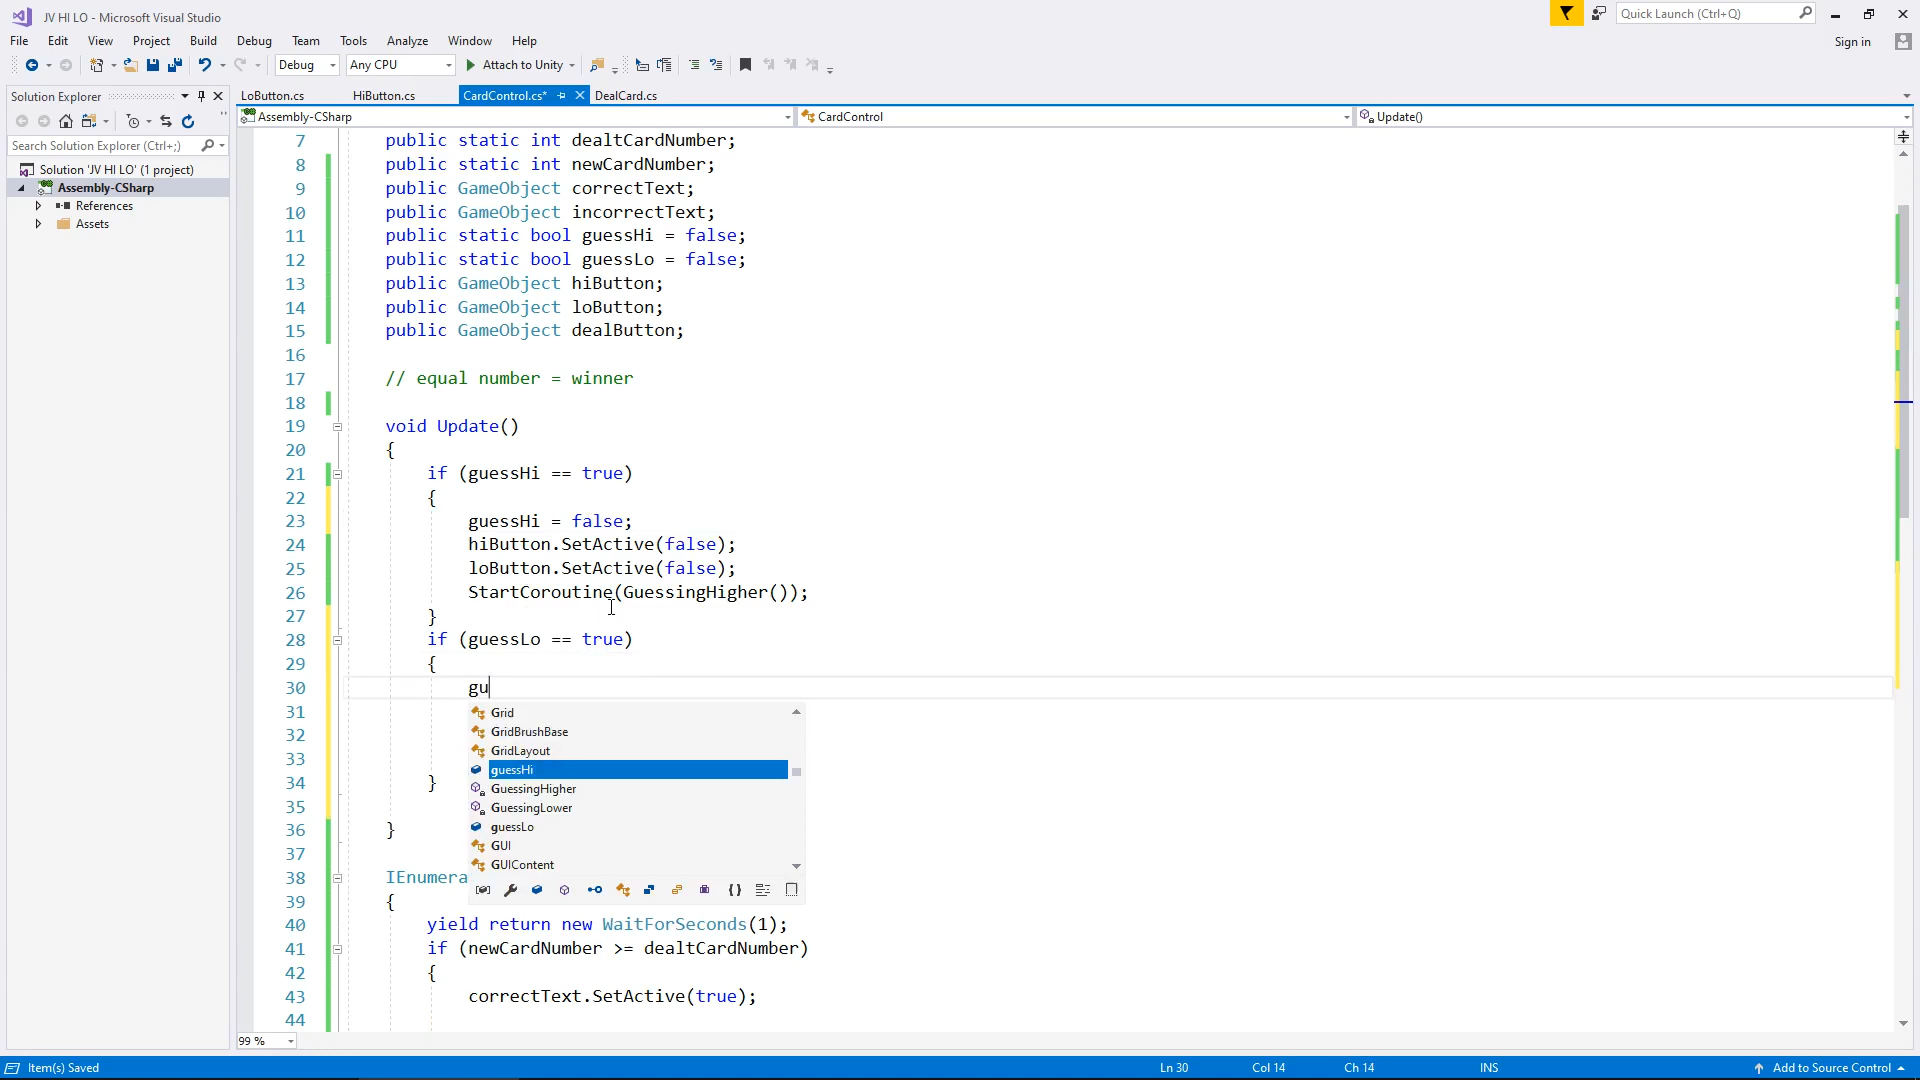 JV HI LO - Microsoft Visual Studio
Quick Launch (Ctrl+Q)
File Edit View Project Build Debug Team Tools Analyze Window Help
Sign in
Debug Any CPU Attach to Unity
Solution Explorer
LoButton.cs HiButton.cs CardControl.cs* DealCard.cs
Assembly-CSharp CardControl Update()
Search Solution Explorer (Ctrl+;)
Solution 'JV HI LO' (1 project)
Assembly-CSharp
References
Assets
7 public static int dealtCardNumber;
8 public static int newCardNumber;
9 public GameObject correctText;
10 public GameObject incorrectText;
11 public static bool guessHi = false;
12 public static bool guessLo = false;
13 public GameObject hiButton;
14 public GameObject loButton;
15 public GameObject dealButton;
16
17 // equal number = winner
18
19 void Update()
20 {
21 if (guessHi == true)
22 {
23 guessHi = false;
24 hiButton.SetActive(false);
25 loButton.SetActive(false);
26 StartCoroutine(GuessingHigher());
27 }
28 if (guessLo == true)
29 {
30 gu
31
32
33
34 }
35
36 }
37
38 IEnumera
39 {
40 yield return new WaitForSeconds(1);
41 if (newCardNumber >= dealtCardNumber)
42 {
43 correctText.SetActive(true);
44
Grid
GridBrushBase
GridLayout
guessHi
GuessingHigher
GuessingLower
guessLo
GUI
GUIContent
99 %
Item(s) Saved Ln 30 Col 14 Ch 14 INS Add to Source Control